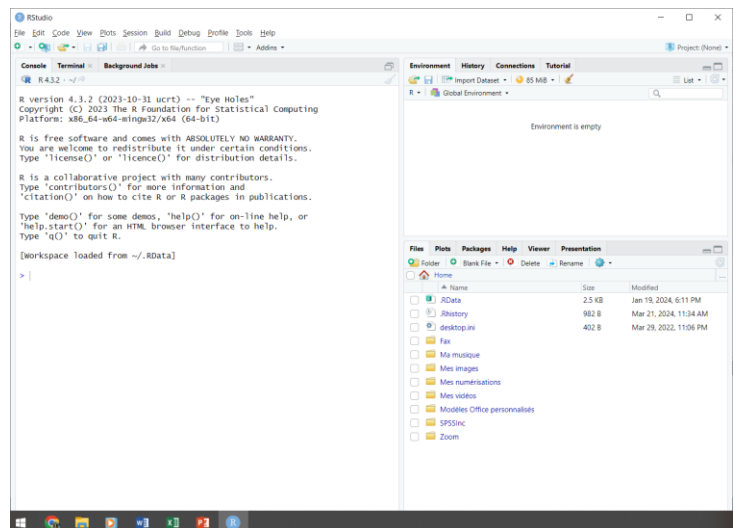 RStudio
File Edit Code View Plots Session Build Debug Profile Tools Help
Go to file/function Addins Project: (None)
Console Terminal Background Jobs
R 4.3.2 · ~/
R version 4.3.2 (2023-10-31 ucrt) -- "Eye Holes"
Copyright (C) 2023 The R Foundation for Statistical Computing
Platform: x86_64-w64-mingw32/x64 (64-bit)
R is free software and comes with ABSOLUTELY NO WARRANTY.
You are welcome to redistribute it under certain conditions.
Type 'license()' or 'licence()' for distribution details.
R is a collaborative project with many contributors.
Type 'contributors()' for more information and
'citation()' on how to cite R or R packages in publications.
Type 'demo()' for some demos, 'help()' for on-line help, or
'help.start()' for an HTML browser interface to help.
Type 'q()' to quit R.
[Workspace loaded from ~/.RData]
>
Environment History Connections Tutorial
Import Dataset 85 MiB List
R Global Environment
Environment is empty
Files Plots Packages Help Viewer Presentation
Folder Blank File Delete Rename
Home
Name Size Modified
.RData 2.5 KB Jan 19, 2024, 6:11 PM
.Rhistory 982 B Mar 21, 2024, 11:34 AM
desktop.ini 402 B Mar 29, 2022, 11:06 PM
Fax
Ma musique
Mes images
Mes numérisations
Mes vidéos
Modèles Office personnalisés
SPSSInc
Zoom